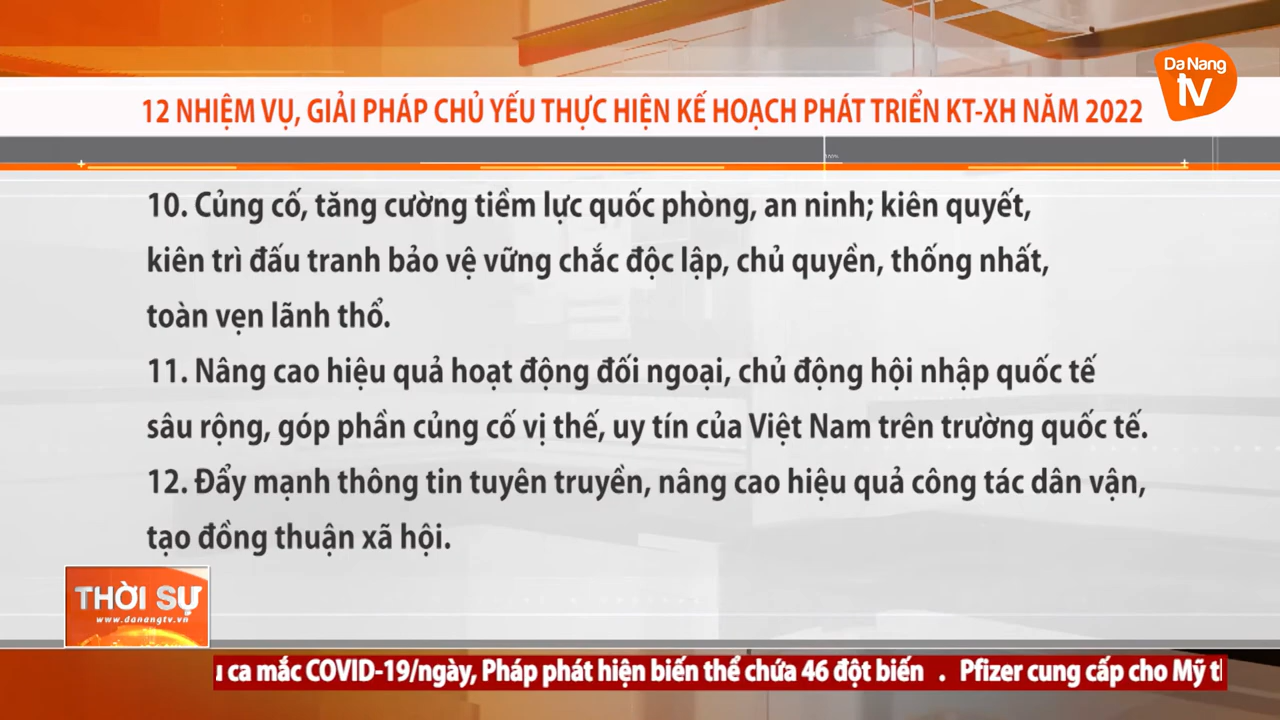 Da Nang
tv
12 NHIỆM VỤ, GIẢI PHÁP CHỦ YẾU THỰC HIỆN KẾ HOẠCH PHÁT TRIỂN KT-XH NĂM 2022
10. Củng cố, tăng cường tiềm lực quốc phòng, an ninh; kiên quyết,
kiên trì đấu tranh bảo vệ vững chắc độc lập, chủ quyền, thống nhất,
toàn vẹn lãnh thổ.
11. Nâng cao hiệu quả hoạt động đối ngoại, chủ động hội nhập quốc tế
sâu rộng, góp phần củng cố vị thế, uy tín của Việt Nam trên trường quốc tế.
12. Đẩy mạnh thông tin tuyên truyền, nâng cao hiệu quả công tác dân vận,
tạo đồng thuận xã hội.
THỜI SỰ
www.danangtv.vn
ca mắc COVID-19/ngày, Pháp phát hiện biến thể chứa 46 đột biến . Pfizer cung cấp cho Mỹ